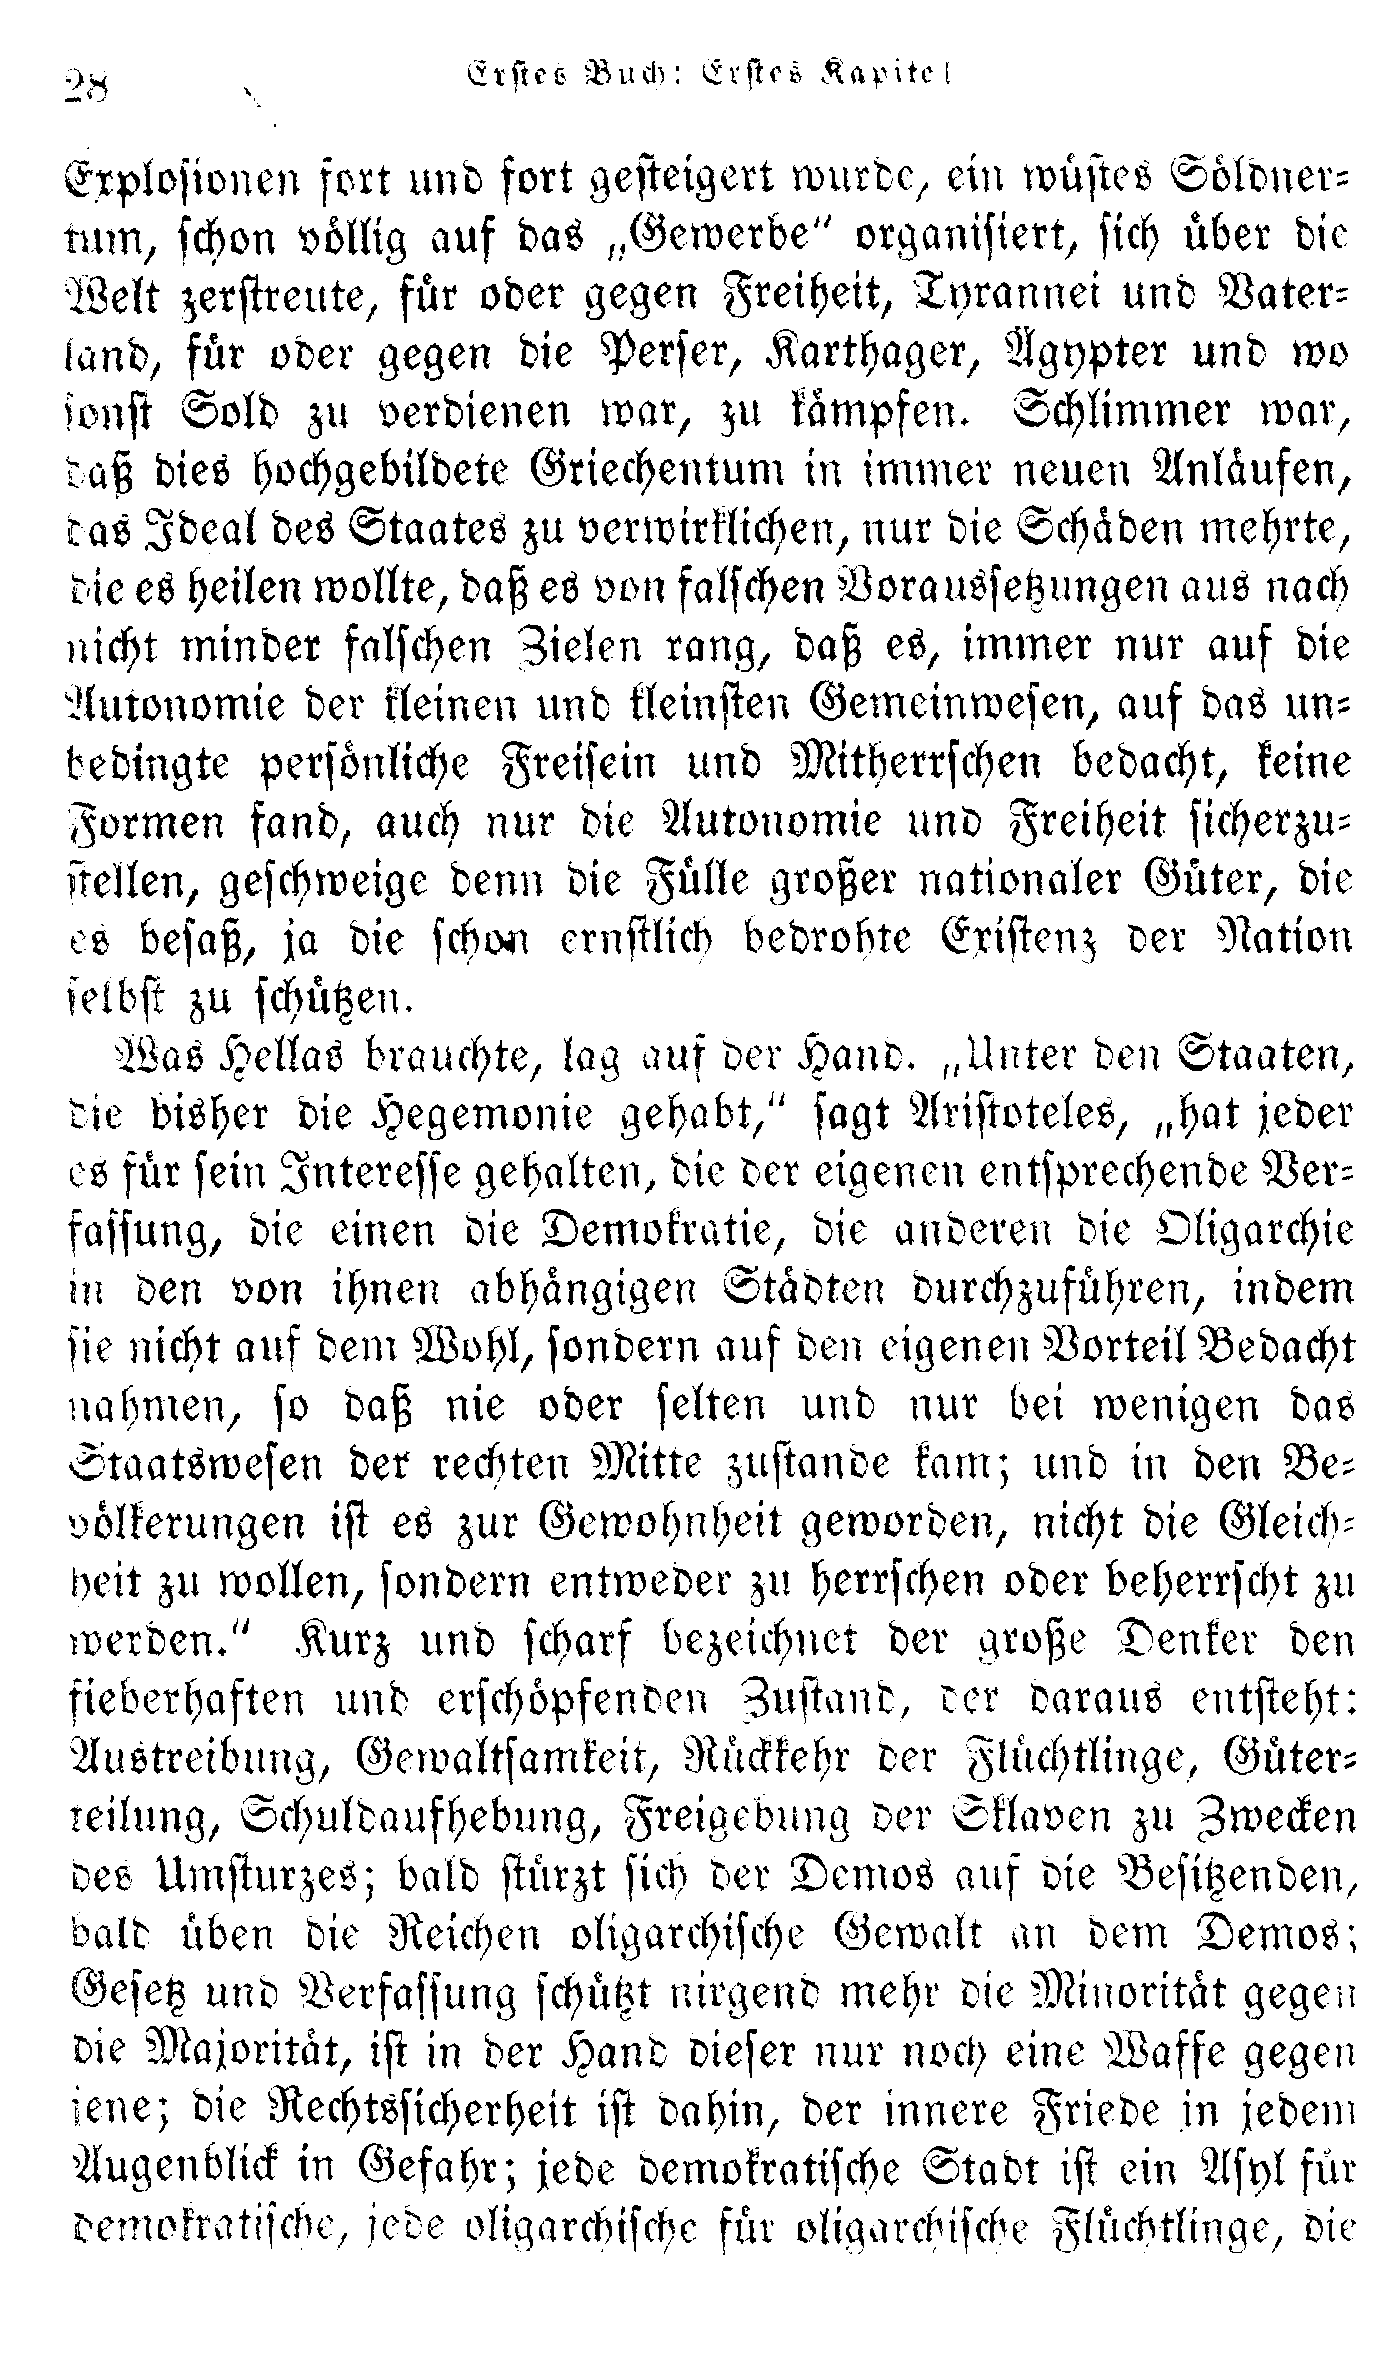 28
Erstes Buch: Erstes Kapitel
Explosionen fort und fort gesteigert wurde, ein wüstes Söldner-
tum, schon völlig auf das „Gewerbe“ organisiert, sich über die
Welt zerstreute, für oder gegen Freiheit, Tyrannei und Vater-
land, für oder gegen die Perser, Karthager, Ägypter und wo
sonst Sold zu verdienen war, zu kämpfen. Schlimmer war,
daß dies hochgebildete Griechentum in immer neuen Anläufen,
das Ideal des Staates zu verwirklichen, nur die Schäden mehrte,
die es heilen wollte, daß es von falschen Voraussetzungen aus nach
nicht minder falschen Zielen rang, daß es, immer nur auf die
Autonomie der kleinen und kleinsten Gemeinwesen, auf das un-
bedingte persönliche Freisein und Mitherrschen bedacht, keine
Formen fand, auch nur die Autonomie und Freiheit sicherzu-
stellen, geschweige denn die Fülle großer nationaler Güter, die
es besaß, ja die schon ernstlich bedrohte Existenz der Nation
selbst zu schützen.
Was Hellas brauchte, lag auf der Hand. „Unter den Staaten,
die bisher die Hegemonie gehabt,“ sagt Aristoteles, „hat jeder
es für sein Interesse gehalten, die der eigenen entsprechende Ver-
fassung, die einen die Demokratie, die anderen die Oligarchie
in den von ihnen abhängigen Städten durchzuführen, indem
sie nicht auf dem Wohl, sondern auf den eigenen Vorteil Bedacht
nahmen, so daß nie oder selten und nur bei wenigen das
Staatswesen der rechten Mitte zustande kam; und in den Be-
völkerungen ist es zur Gewohnheit geworden, nicht die Gleich-
heit zu wollen, sondern entweder zu herrschen oder beherrscht zu
werden.“ Kurz und scharf bezeichnet der große Denker den
fieberhaften und erschöpfenden Zustand, der daraus entsteht:
Austreibung, Gewaltsamkeit, Rückkehr der Flüchtlinge, Güter-
teilung, Schuldaufhebung, Freigebung der Sklaven zu Zwecken
des Umsturzes; bald stürzt sich der Demos auf die Besitzenden,
bald üben die Reichen oligarchische Gewalt an dem Demos;
Gesetz und Verfassung schützt nirgend mehr die Minorität gegen
die Majorität, ist in der Hand dieser nur noch eine Waffe gegen
jene; die Rechtssicherheit ist dahin, der innere Friede in jedem
Augenblick in Gefahr; jede demokratische Stadt ist ein Asyl für
demokratische, jede oligarchische für oligarchische Flüchtlinge, die